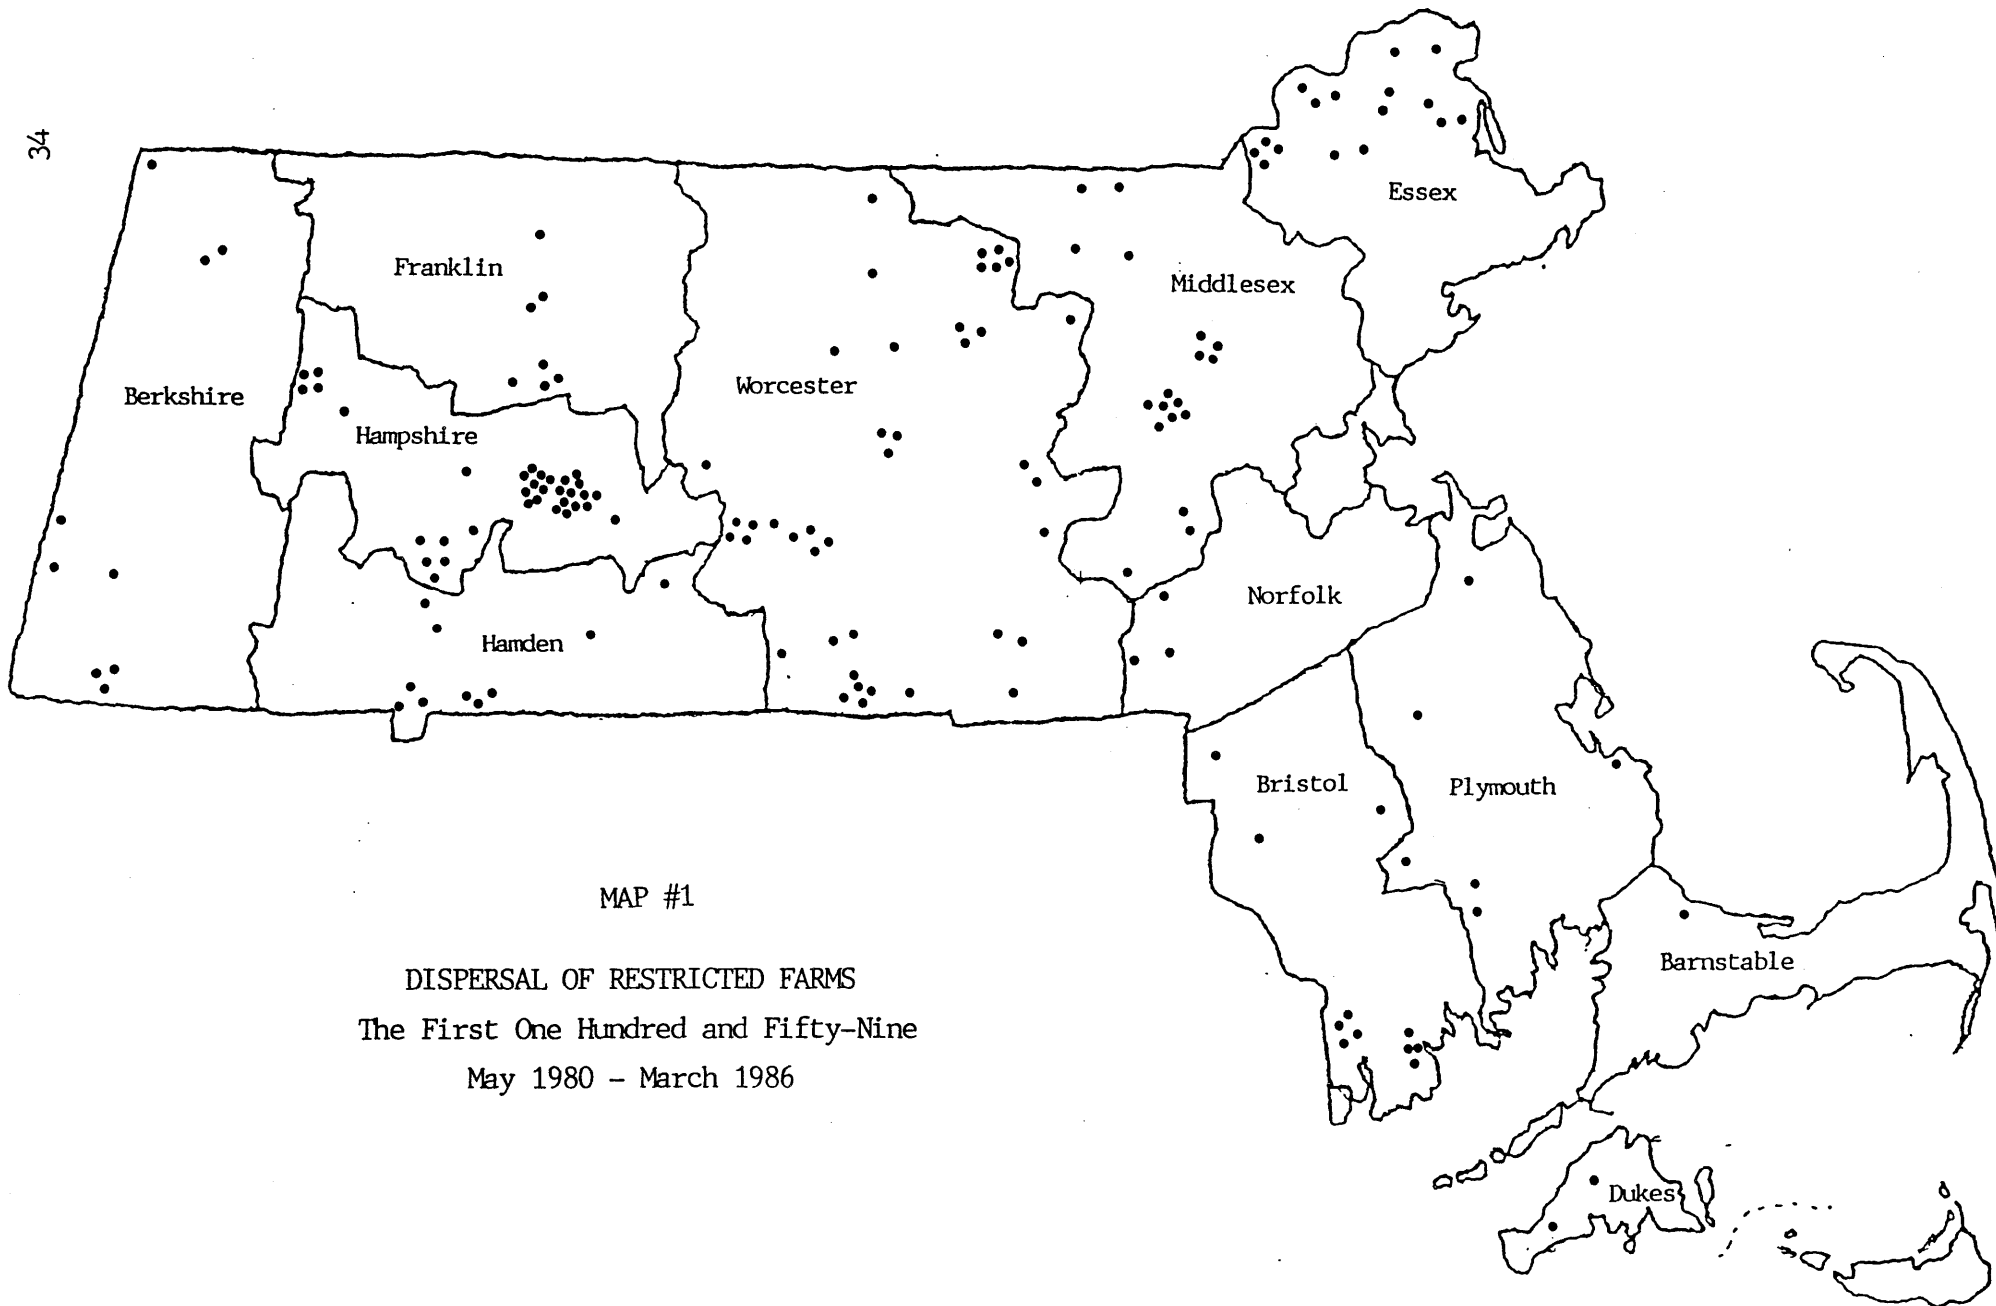 34
Essex
Franklin
Middlesex
Berkshire
Worcester
Hampshire
Norfolk
Hamden
Bristol
Plymouth
MAP #1
Barnstable
DISPERSAL OF RESTRICTED FARMS
The First One Hundred and Fifty-Nine
May 1980 - March 1986
Dukes